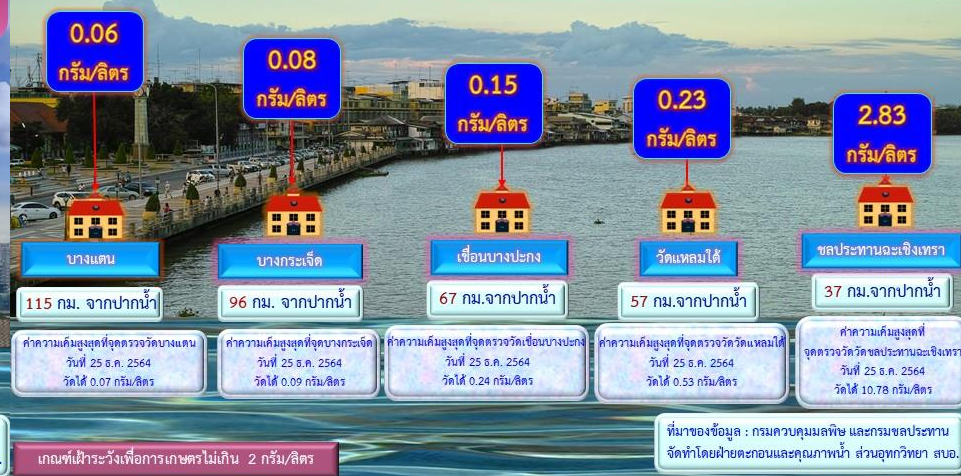 0.06
กรัม/ลิตร
0.08
กรัม/ลิตร
0.15
กรัม/ลิตร
0.23
กรัม/ลิตร
2.83
กรัม/ลิตร
บางแตน
บางกระเจ็ด
เขื่อนบางปะกง
วัดแหลมใต้
ชลประทานฉะเชิงเทรา
115 กม. จากปากน้ำ
96 กม. จากปากน้ำ
67 กม.จากปากน้ำ
57 กม.จากปากน้ำ
37 กม.จากปากน้ำ
ค่าความเค็มสูงสุดที่จุดตรวจวัดบางแตน
วันที่ 25 ธ.ค. 2564
วัดได้ 0.07 กรัม/ลิตร
ค่าความเค็มสูงสุดที่จุดบางกระเจ็ด
วันที่ 25 ธ.ค. 2564
วัดได้ 0.09 กรัม/ลิตร
ค่าความเค็มสูงสุดที่จุดตรวจวัดเขื่อนบางปะกง
วันที่ 25 ธ.ค. 2564
วัดได้ 0.24 กรัม/ลิตร
ค่าความเค็มสูงสุดที่จุดตรวจวัดวัดแหลมใต้
วันที่ 25 ธ.ค. 2564
วัดได้ 0.53 กรัม/ลิตร
ค่าความเค็มสูงสุดที่
จุดตรวจวัดวัดชลประทานฉะเชิงเทรา
วันที่ 25 ธ.ค. 2564
วัดได้ 10.78 กรัม/ลิตร
เกณฑ์เฝ้าระวังเพื่อการเกษตรไม่เกิน 2 กรัม/ลิตร
ที่มาของข้อมูล : กรมควบคุมมลพิษ และกรมชลประทาน
จัดทำโดยฝ่ายตะกอนและคุณภาพน้ำ ส่วนอุทกวิทยา สบอ.